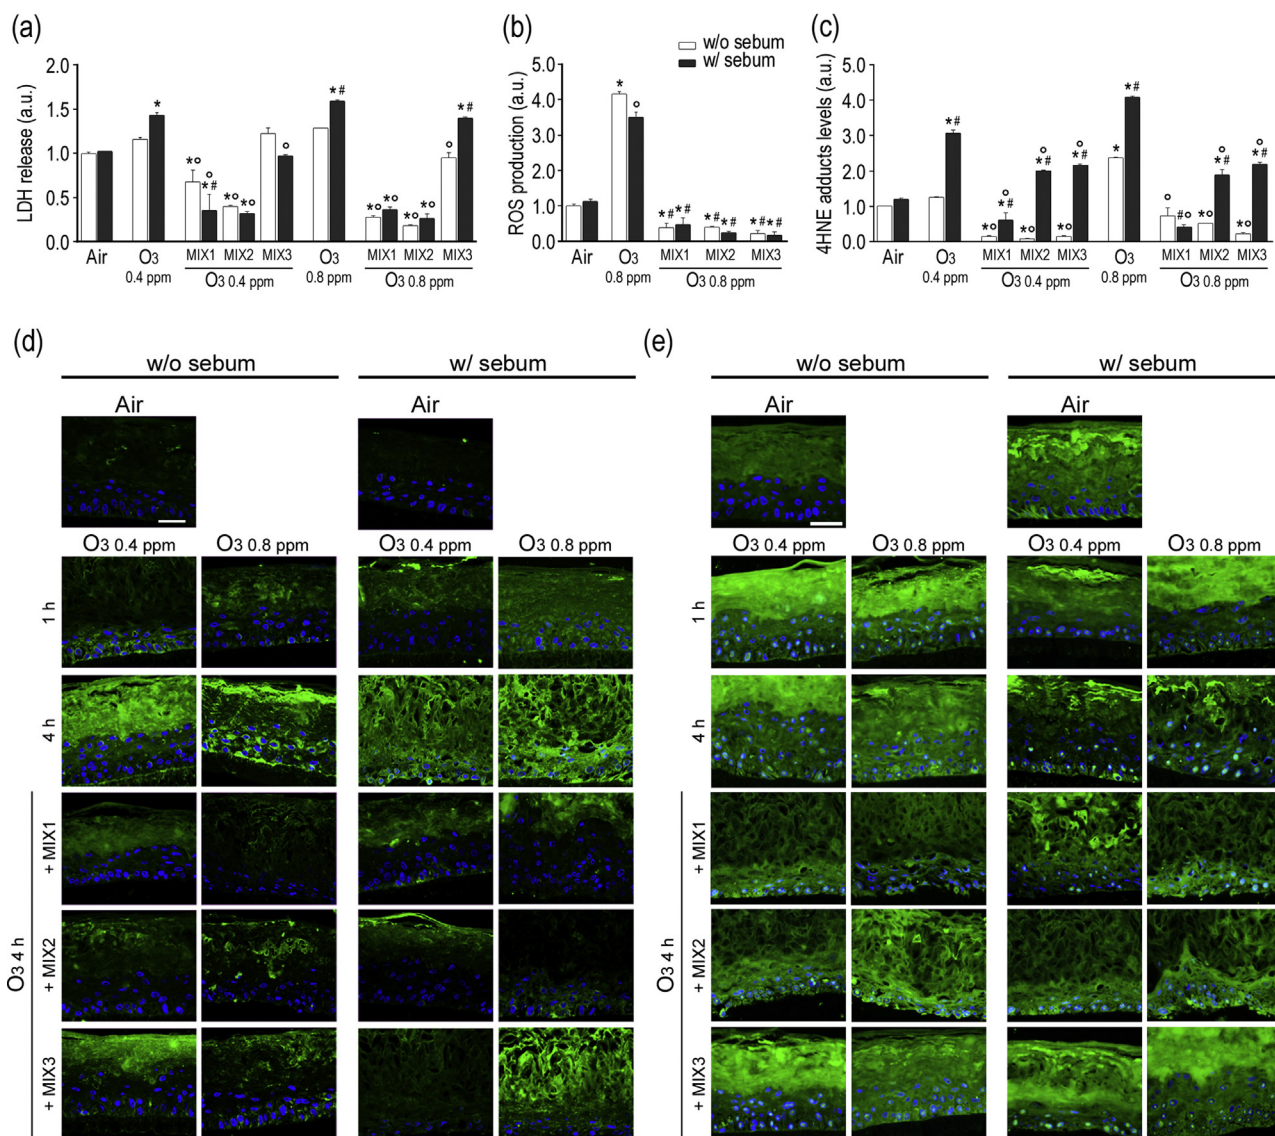 (a)
LDH release (a.u.)
2.0
1.5
1.0
0.5
0.0
*
*o
o
*#
*o *o
o
*#
*o *o
o
*#
Air
O3
0.4 ppm
MIX1 MIX2 MIX3
O3 0.4 ppm
O3
0.8 ppm
MIX1 MIX2 MIX3
O3 0.8 ppm
(b)
ROS production (a.u.)
5.0
4.0
3.0
2.0
1.0
0.0
w/o sebum
w/ sebum
*
o
*# *#
*# *#
*# *#
Air
O3
0.8 ppm
MIX1 MIX2 MIX3
O3 0.8 ppm
(c)
4HNE adducts levels (a.u.)
5.0
4.0
3.0
2.0
1.0
0.0
*#
*o
o
*#
*o
o
*#
*o
o
*#
*
*#
o
#o
*o
o
*#
*o
o
*#
Air
O3
0.4 ppm
MIX1 MIX2 MIX3
O3 0.4 ppm
O3
0.8 ppm
MIX1 MIX2 MIX3
O3 0.8 ppm
(d)
w/o sebum
w/ sebum
Air
Air
O3 0.4 ppm
O3 0.8 ppm
O3 0.4 ppm
O3 0.8 ppm
1 h
4 h
O3 4 h
+ MIX1
+ MIX2
+ MIX3
(e)
w/o sebum
w/ sebum
Air
Air
O3 0.4 ppm
O3 0.8 ppm
O3 0.4 ppm
O3 0.8 ppm
1 h
4 h
O3 4 h
+ MIX1
+ MIX2
+ MIX3